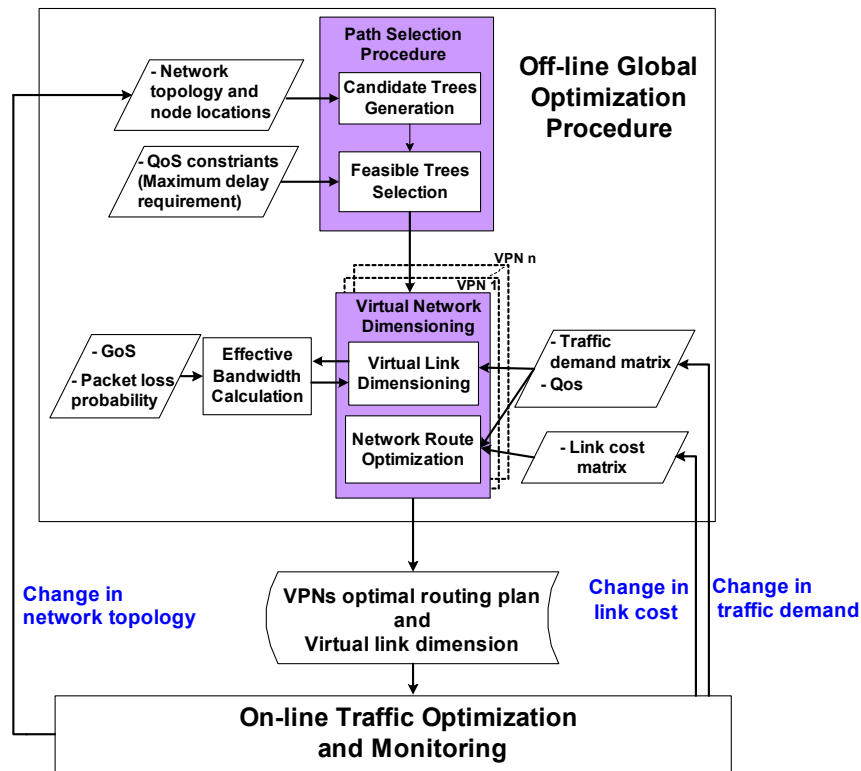 Path Selection
Procedure
- Network
topology and
node locations
Candidate Trees
Generation
Off-line Global
Optimization
Procedure
- QoS constriants
(Maximum delay
requirement)
Feasible Trees
Selection
VPN n
VPN 1
Virtual Network
Dimensioning
- GoS
- Packet loss
probability
Effective
Bandwidth
Calculation
Virtual Link
Dimensioning
- Traffic
demand matrix
- Qos
Network Route
Optimization
- Link cost
matrix
Change in
network topology
VPNs optimal routing plan
and
Virtual link dimension
Change in
link cost
Change in
traffic demand
On-line Traffic Optimization
and Monitoring